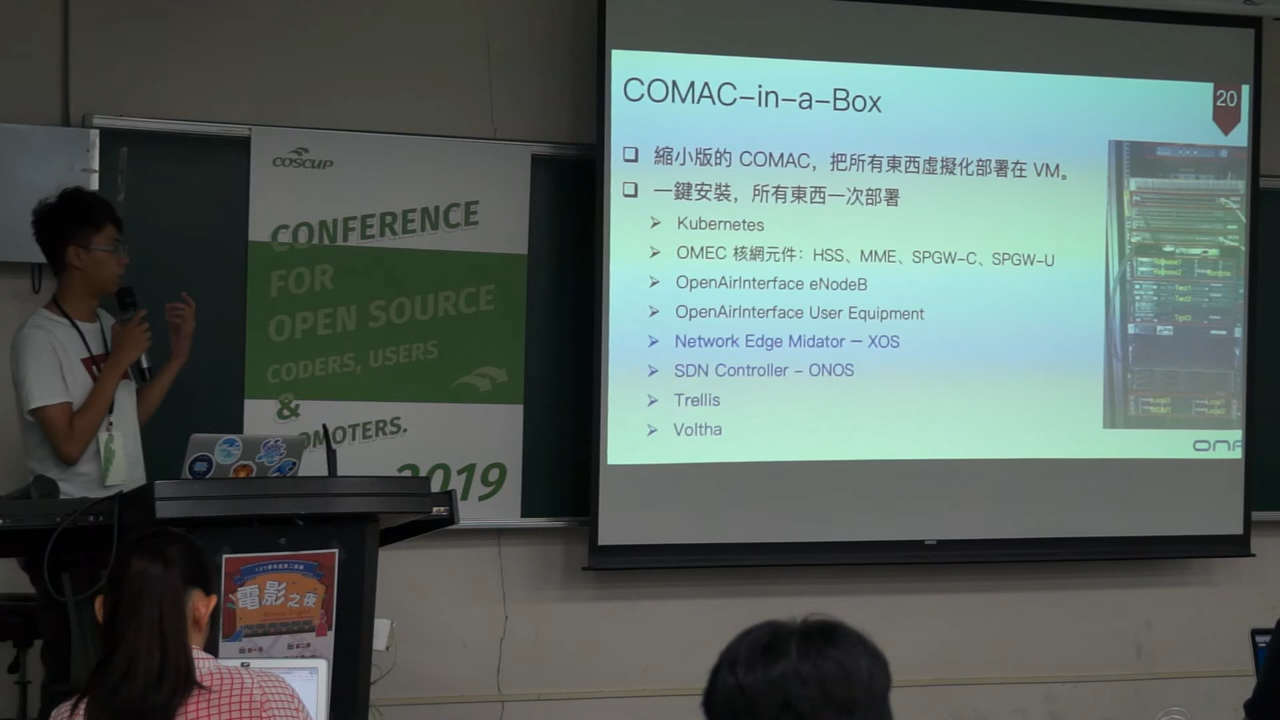 COSCUP
CONFERENCE
FOR
OPEN SOURCE
CODERS, USERS
&
OMOTERS.
2019
COMAC-in-a-Box
20
縮小版的 COMAC，把所有東西虛擬化部署在 VM。
一鍵安裝，所有東西一次部署
Kubernetes
OMEC 核網元件：HSS、MME、SPGW-C、SPGW-U
OpenAirInterface eNodeB
OpenAirInterface User Equipment
Network Edge Midator — XOS
SDN Controller - ONOS
Trellis
Voltha
電影之夜